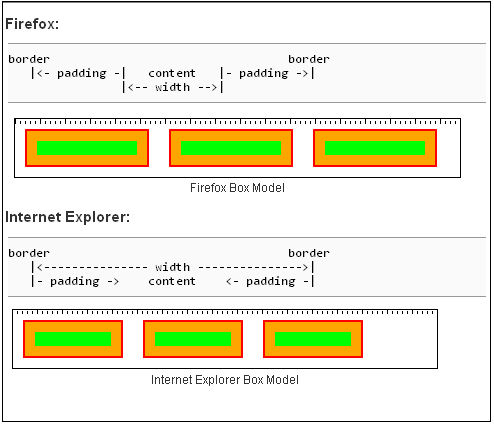 Firefox:
border                                border
   |<- padding -|   content   |- padding ->|
                |<-- width -->|
Firefox Box Model
Internet Explorer:
border                                border
   |<--------------- width --------------->|
   |- padding ->    content    <- padding -|
Internet Explorer Box Model